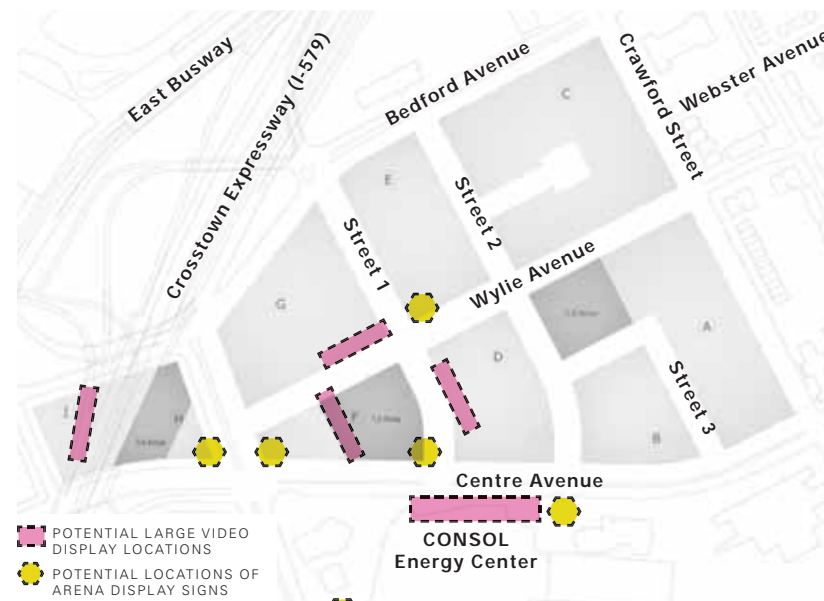 East Busway
Crosstown Expressway (I-579)
Bedford Avenue
Crawford Street
Webster Avenue
C
E
Street 1
Street 2
Wylie Avenue
G
A
D
Street 3
F
H
B
Centre Avenue
CONSOL
Energy Center
POTENTIAL LARGE VIDEO
DISPLAY LOCATIONS
POTENTIAL LOCATIONS OF
ARENA DISPLAY SIGNS